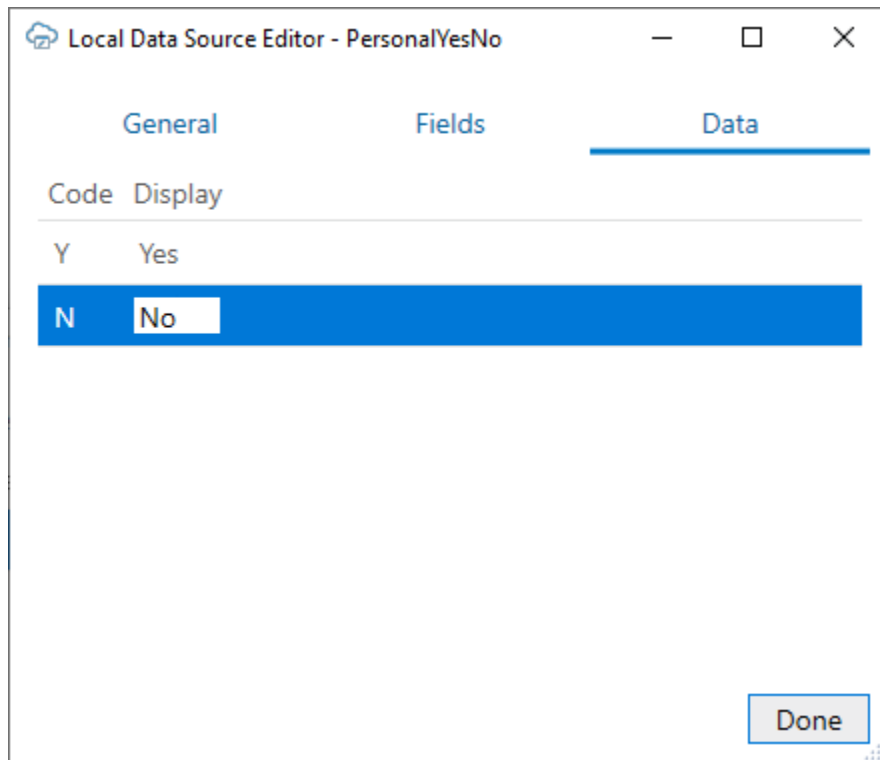 Local Data Source Editor - PersonalYesNo
General Fields Data
Code Display
Y Yes
N No
Done